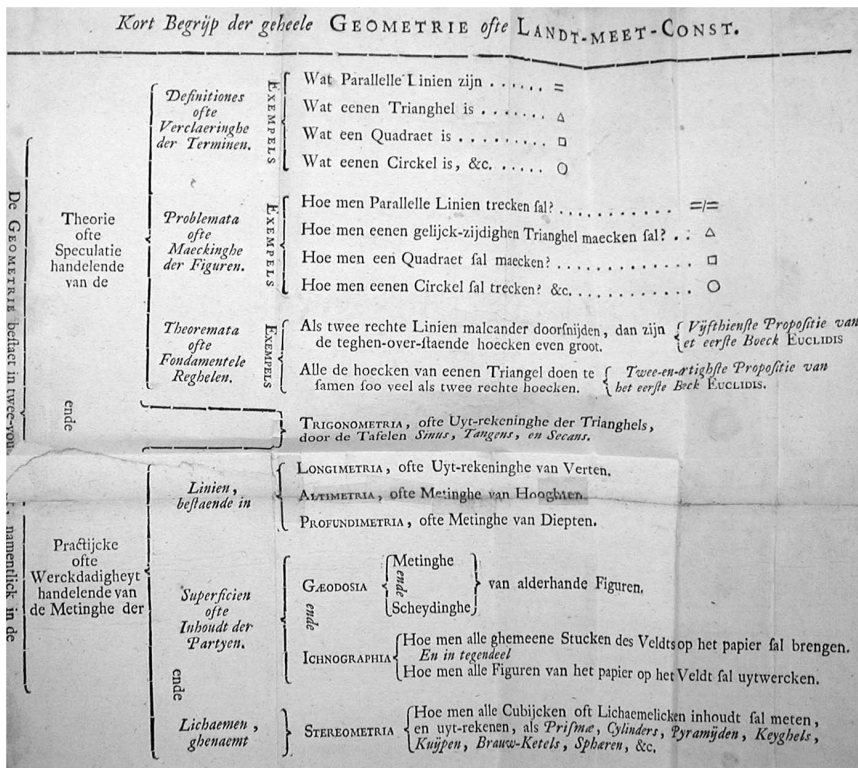 Kort Begrijp der geheele GEOMETRIE ofte LANDT-MEET-CONST.
De GEOMETRIE bestaet in twee-
namentlick in de
Theorie
ofte
Speculatie
handelende
van de
ende
Practijcke
ofte
Werckdadigheyt
handelende van
de Metinghe der
Definitiones
ofte
Verclaeringhe
der Terminen.
EXEMPELS
Wat Parallelle Linien zijn ...... =
Wat eenen Trianghel is ....... △
Wat een Quadraet is ......... □
Wat eenen Circkel is, &c. ..... ○
Problemata
ofte
Maeckinghe
der Figuren.
EXEMPELS
Hoe men Parallelle Linien trecken sal? ........... =/=
Hoe men eenen gelijck-zijdighen Trianghel maecken sal? .. △
Hoe men een Quadraet sal maecken? ............ □
Hoe men eenen Circkel sal trecken? &c. ........... ○
Theoremata
ofte
Fondamentele
Reghelen.
EXEMPELS
Als twee rechte Linien malcander doorsnijden, dan zijn
de teghen-over-staende hoecken even groot.
Vijfthienste Propositie van
et eerste Boeck EUCLIDIS
Alle de hoecken van eenen Triangel doen te
samen soo veel als twee rechte hoecken.
Twee-en-dertighste Propositie van
het eerste Beck EUCLIDIS.
TRIGONOMETRIA, ofte Uyt-rekeninghe der Trianghels,
door de Tafelen Sinus, Tangens, en Secans.
Linien,
bestaende in
LONGIMETRIA, ofte Uyt-rekeninghe van Verten.
ALTIMETRIA, ofte Metinghe van Hooghten.
PROFUNDIMETRIA, ofte Metinghe van Diepten.
Superficien
ofte
Inhoudt der
Partyen.
GÆODOSIA
Metinghe
ende
Scheydinghe
van alderhande Figuren,
ende
ICHNOGRAPHIA
Hoe men alle ghemeene Stucken des Veldts op het papier sal brengen.
En in tegendeel
Hoe men alle Figuren van het papier op het Veldt sal uytwercken.
ende
Lichaemen,
ghenaemt
STEREOMETRIA
Hoe men alle Cubijcken oft Lichaemelicken inhoudt sal meten,
en uyt-rekenen, als Prismæ, Cylinders, Pyramijden, Keyghels,
Kuijpen, Brauw-Ketels, Sphæren, &c.